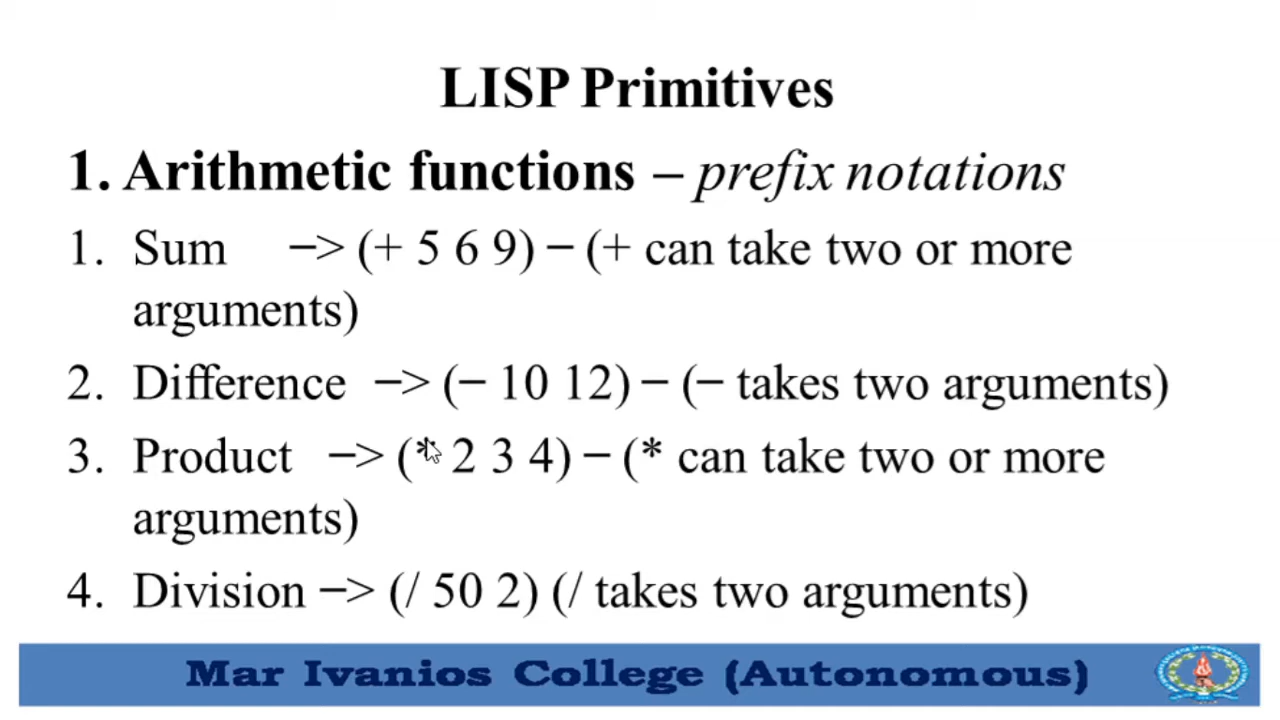 LISP Primitives
1. Arithmetic functions – prefix notations
1. Sum –> (+ 5 6 9) – (+ can take two or more
arguments)
2. Difference –> (– 10 12) – (– takes two arguments)
3. Product –> (* 2 3 4) – (* can take two or more
arguments)
4. Division –> (/ 50 2) (/ takes two arguments)
Mar Ivanios College (Autonomous)